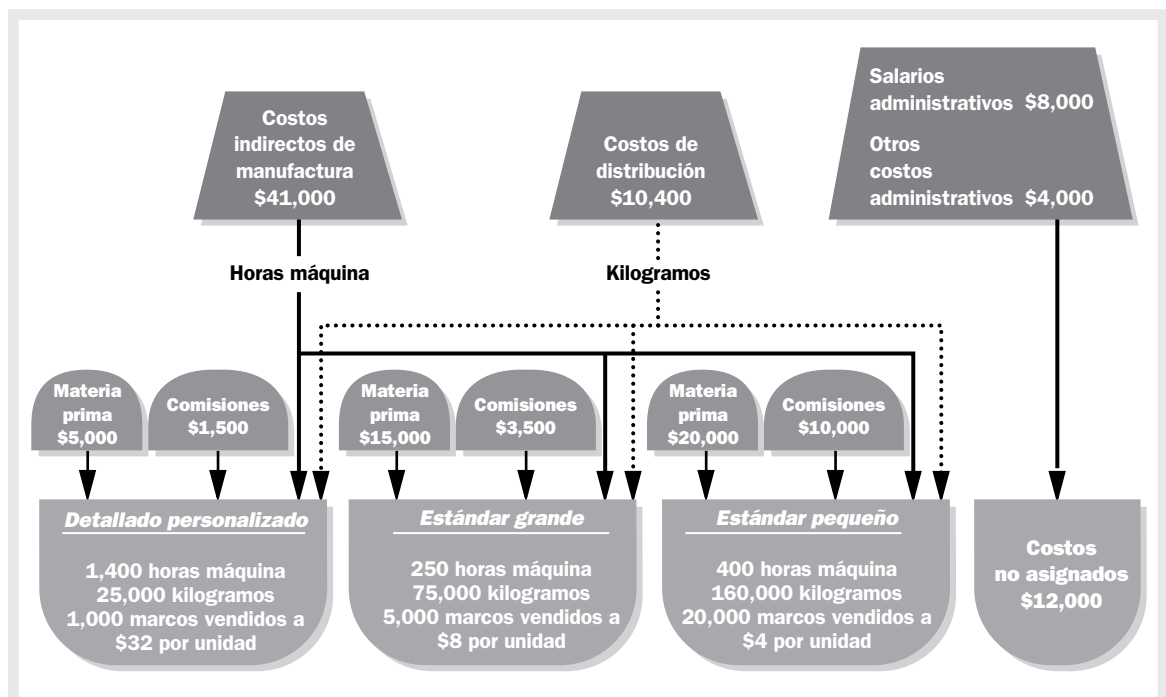 Costos
indirectos de
manufactura
$41,000
Costos de
distribución
$10,400
Salarios
administrativos $8,000
Otros
costos
administrativos $4,000
Horas máquina
Kilogramos
Materia
prima
$5,000
Comisiones
$1,500
Materia
prima
$15,000
Comisiones
$3,500
Materia
prima
$20,000
Comisiones
$10,000
Detallado personalizado
1,400 horas máquina
25,000 kilogramos
1,000 marcos vendidos a
$32 por unidad
Estándar grande
250 horas máquina
75,000 kilogramos
5,000 marcos vendidos a
$8 por unidad
Estándar pequeño
400 horas máquina
160,000 kilogramos
20,000 marcos vendidos a
$4 por unidad
Costos
no asignados
$12,000